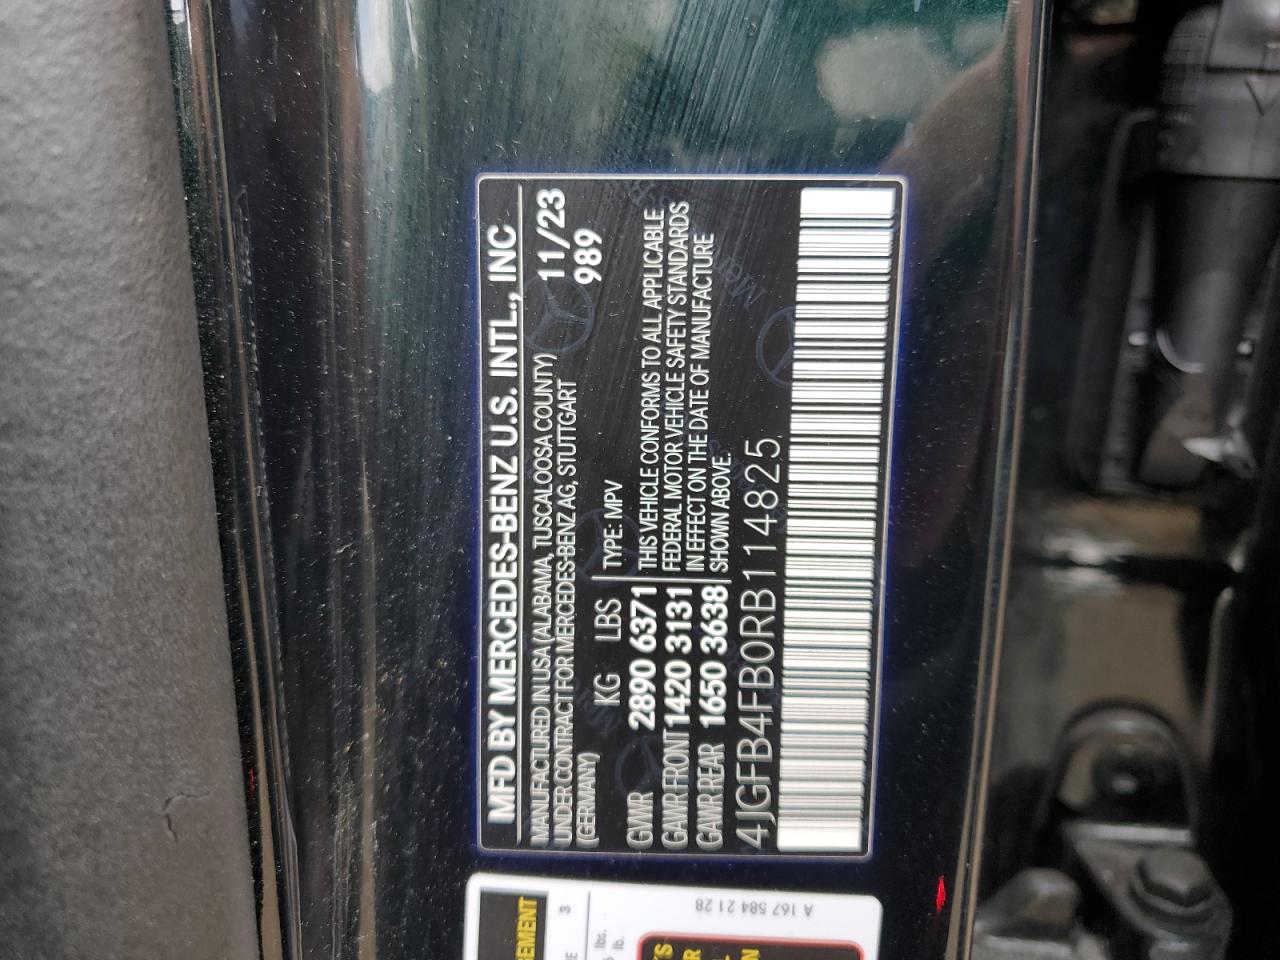 MFD BY MERCEDES-BENZ U.S. INTL., INC
MANUFACTURED IN USA (ALABAMA, TUSCALOOSA COUNTY) 11/23
UNDER CONTRACT FOR MERCEDES-BENZ AG, STUTTGART 989
(GERMANY)
KG LBS TYPE: MPV
GVWR 2890 6371 THIS VEHICLE CONFORMS TO ALL APPLICABLE
GAWR FRONT 1420 3131 FEDERAL MOTOR VEHICLE SAFETY STANDARDS
GAWR REAR 1650 3638 IN EFFECT ON THE DATE OF MANUFACTURE
SHOWN ABOVE.
4JGFB4FB0RB114825
A 167 584 21 28
3
lbs.
lb.